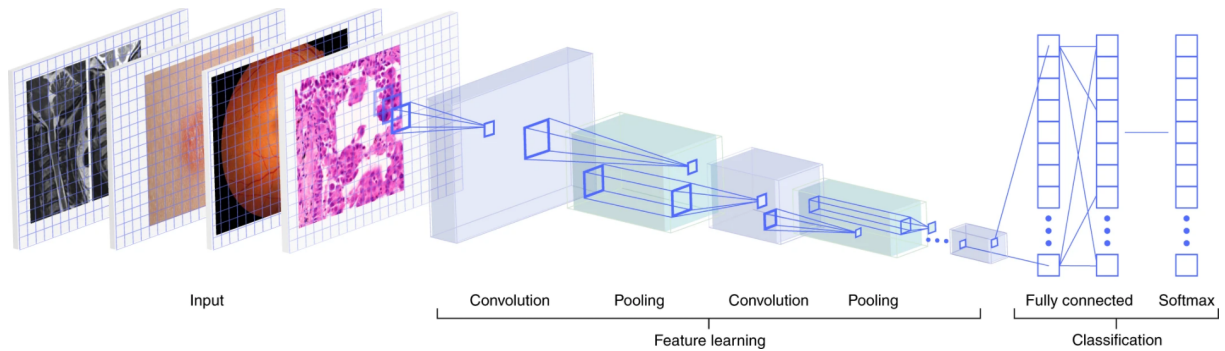 Input
Convolution
Pooling
Convolution
Pooling
Fully connected
Softmax
Feature learning
Classification